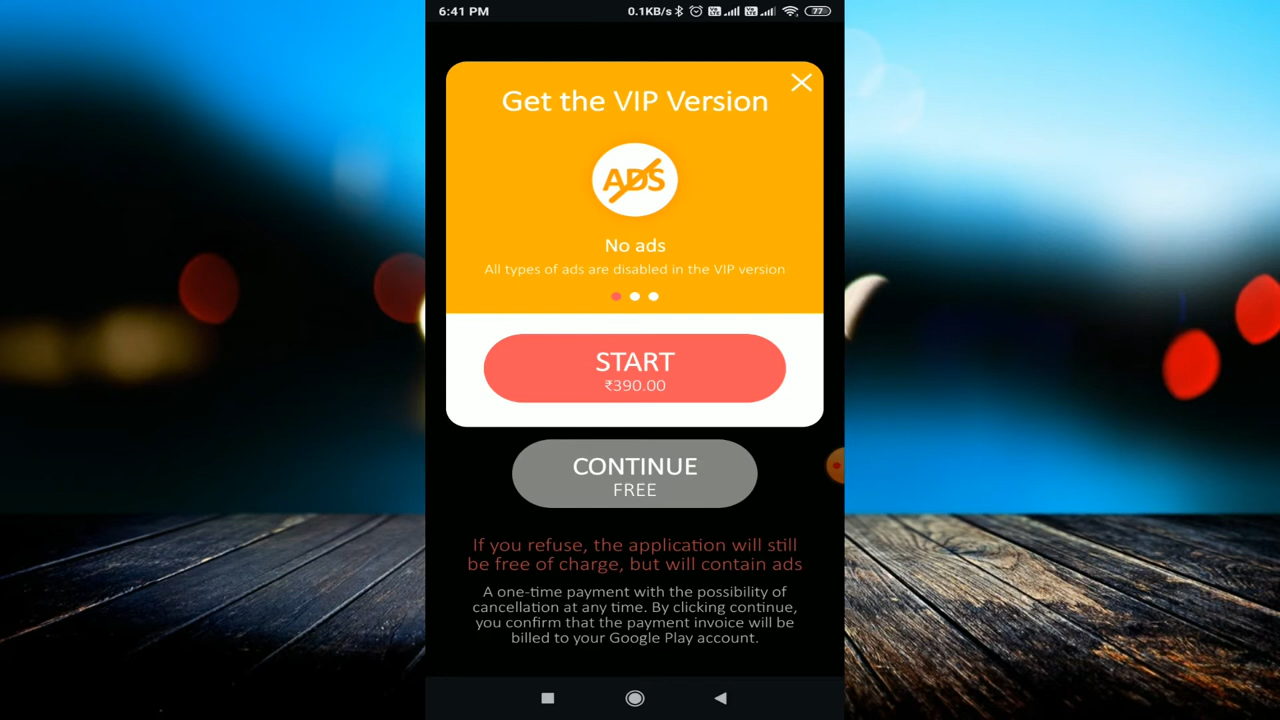 6:41 PM
0.1KB/s
77
Get the VIP Version
ADS
No ads
All types of ads are disabled in the VIP version
START
₹390.00
CONTINUE
FREE
If you refuse, the application will still
be free of charge, but will contain ads
A one-time payment with the possibility of
cancellation at any time. By clicking continue,
you confirm that the payment invoice will be
billed to your Google Play account.